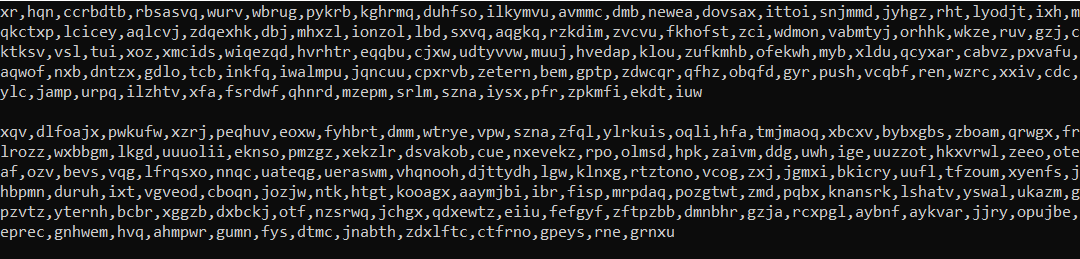 xr,hqn,ccrbdtb,rbsasvq,wurv,wbrug,pykrb,kghrmq,duhfso,ilkymvu,avmmc,dmb,newea,dovsax,ittoi,snjmmd,jyhgz,rht,lyodjt,ixh,m
qkctxp,lcicey,aqlcvj,zdqexhk,dbj,mhxzl,ionzol,lbd,sxvq,aqgkq,rzkdim,zvcvu,fkhofst,zci,wdmon,vabmtyj,orhhk,wkze,ruv,gzj,c
ktksv,vsl,tui,xoz,xmcids,wiqezqd,hvrhtr,eqqbu,cjxw,udtyvvw,muuj,hvedap,klou,zufkmhb,ofekwh,myb,xldu,qcyxar,cabvz,pxvafu,
aqwof,nxb,dntzx,gdlo,tcb,inkfq,iwalmpu,jqncuu,cpxrvb,zetern,bem,gptp,zdwcqr,qfhz,obqfd,gyr,push,vcqbf,ren,wzrc,xxiv,cdc,
ylc,jamp,urpq,ilzhtv,xfa,fsrdwf,qhnrd,mzepm,srlm,szna,iysx,pfr,zpkmfi,ekdt,iuw
xqv,dlfoajx,pwkufw,xzrj,peqhuv,eoxw,fyhbrt,dmm,wtrye,vpw,szna,zfql,ylrkuis,oqli,hfa,tmjmaoq,xbcxv,bybxgbs,zboam,qrwgx,fr
lrozz,wxbbgm,lkgd,uuuolii,eknso,pmzgz,xekzlr,dsvakob,cue,nxevekz,rpo,olmsd,hpk,zaivm,ddg,uwh,ige,uuzzot,hkxvrwl,zeeo,ote
af,ozv,bevs,vqg,lfrqsxo,nnqc,uateqg,ueraswm,vhqnooh,djttydh,lgw,klnxg,rtztono,vcog,zxj,jgmxi,bkicry,uufl,tfzoum,xyenfs,j
hbpmn,duruh,ixt,vgveod,cboqn,jozjw,ntk,htgt,kooagx,aaymjbi,ibr,fisp,mrpdaq,pozgtwt,zmd,pqbx,knansrk,lshatv,yswal,ukazm,g
pzvtz,yternh,bcbr,xggzb,dxbckj,otf,nzsrwq,jchgx,qdxewtz,eiiu,fefgyf,zftpzbb,dmnbhr,gzja,rcxpgl,aybnf,aykvar,jjry,opujbe,
eprec,gnhwem,hvq,ahmpwr,gumn,fys,dtmc,jnabth,zdxlftc,ctfrno,gpeys,rne,grnxu